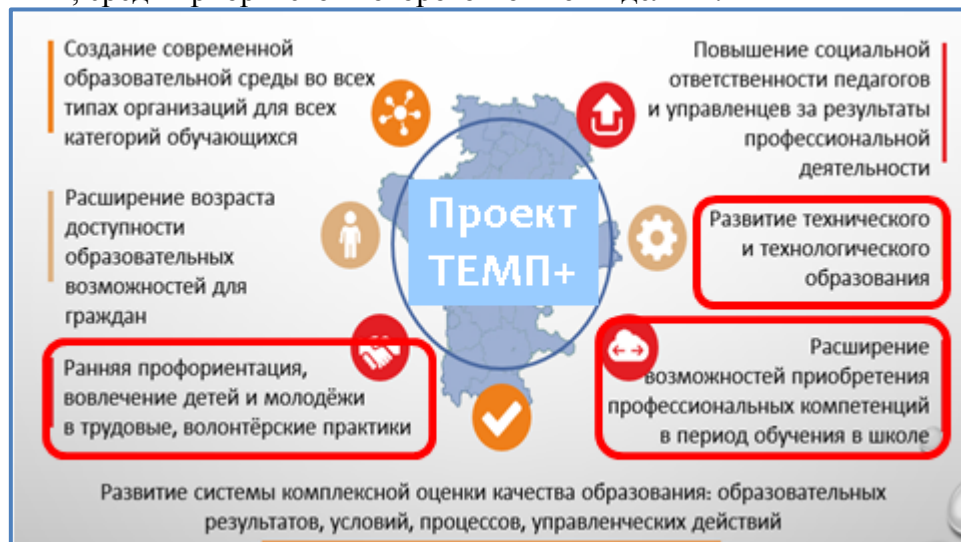 Создание современной
образовательной среды во всех
типах организаций для всех
категорий обучающихся
Расширение возраста
доступности
образовательных
возможностей для
граждан
Ранняя профориентация,
вовлечение детей и молодёжи
в трудовые, волонтёрские практики
Проект
ТЕМП+
Повышение социальной
ответственности педагогов
и управленцев за результаты
профессиональной
деятельности
Развитие технического
и технологического
образования
Расширение
возможностей приобретения
профессиональных компетенций
в период обучения в школе
Развитие системы комплексной оценки качества образования: образовательных
результатов, условий, процессов, управленческих действий